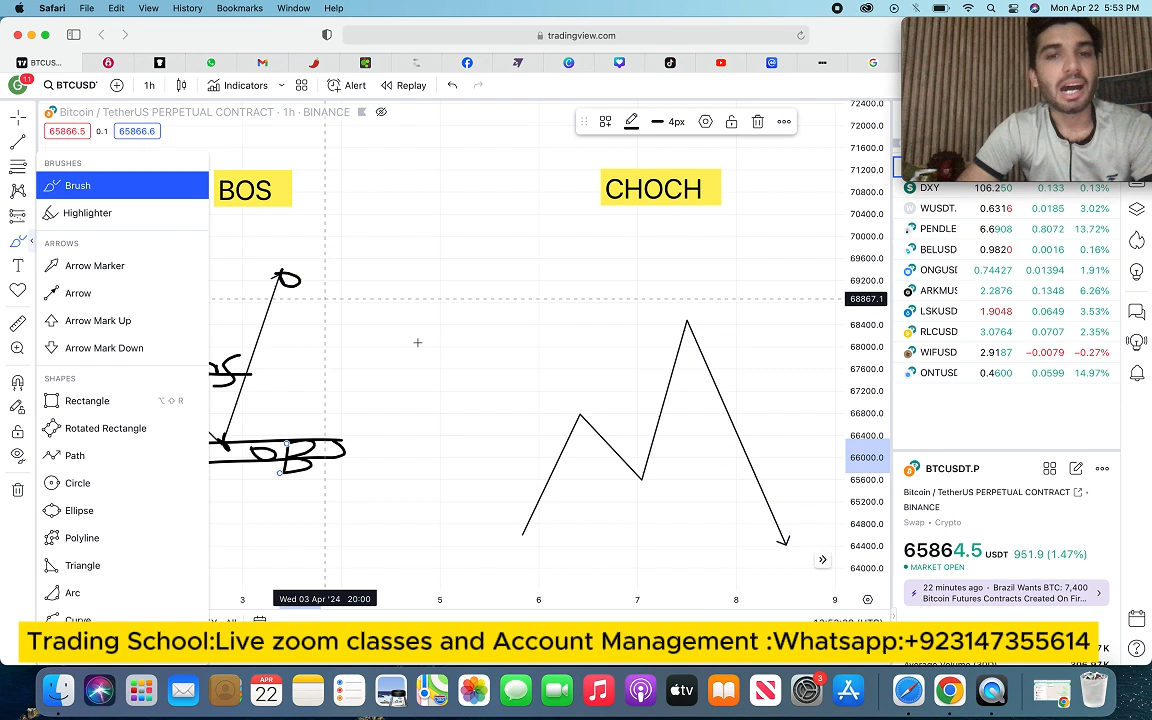 Safari File Edit View History Bookmarks Window Help
Mon Apr 22 5:53 PM
tradingview.com
BTCUS...
11 BTCUSD 1h Indicators Alert Replay
Bitcoin / TetherUS PERPETUAL CONTRACT · 1h · BINANCE
65866.5 0.1 65866.6
4px
BRUSHES
Brush
Highlighter
ARROWS
Arrow Marker
Arrow
Arrow Mark Up
Arrow Mark Down
SHAPES
Rectangle ⌥⇧R
Rotated Rectangle
Path
Circle
Ellipse
Polyline
Triangle
Arc
BOS
CHOCH
OB
72400.0
72000.0
71600.0
71200.0
70800.0
70400.0
70000.0
69600.0
69200.0
68867.1
68400.0
68000.0
67600.0
67200.0
66800.0
66400.0
66000.0
65600.0
65200.0
64800.0
64400.0
64000.0
3 Wed 03 Apr '24 20:00 5 6 7 8 9
DXY 106.250 0.133 0.13%
WUSDT. 0.6316 0.0185 3.02%
PENDLE 6.6908 0.8072 13.72%
BELUSD 0.9820 0.0016 0.16%
ONGUSD 0.74427 0.01394 1.91%
ARKMUS 2.2876 0.1348 6.26%
LSKUSD 1.9048 0.0649 3.53%
RLCUSD 3.0764 0.0707 2.35%
WIFUSD 2.9187 −0.0079 −0.27%
ONTUSD 0.4600 0.0599 14.97%
BTCUSDT.P
Bitcoin / TetherUS PERPETUAL CONTRACT •
BINANCE
Swap • Crypto
65864.5 USDT 951.9 (1.47%)
MARKET OPEN
22 minutes ago • Brazil Wants BTC: 7,400
Bitcoin Futures Contracts Created On Fir...
Trading School:Live zoom classes and Account Management :Whatsapp:+923147355614
APR
22
tv
3